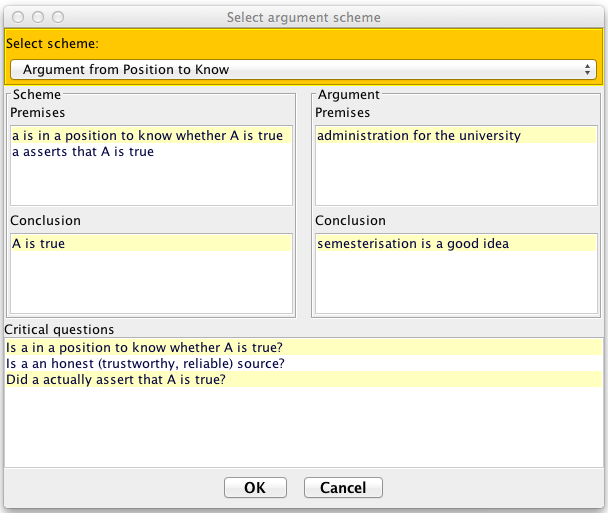 Select argument scheme
Select scheme:
Argument from Position to Know
Scheme
Premises
a is in a position to know whether A is true
a asserts that A is true
Conclusion
A is true
Argument
Premises
administration for the university
Conclusion
semesterisation is a good idea
Critical questions
Is a in a position to know whether A is true?
Is a an honest (trustworthy, reliable) source?
Did a actually assert that A is true?
OK
Cancel